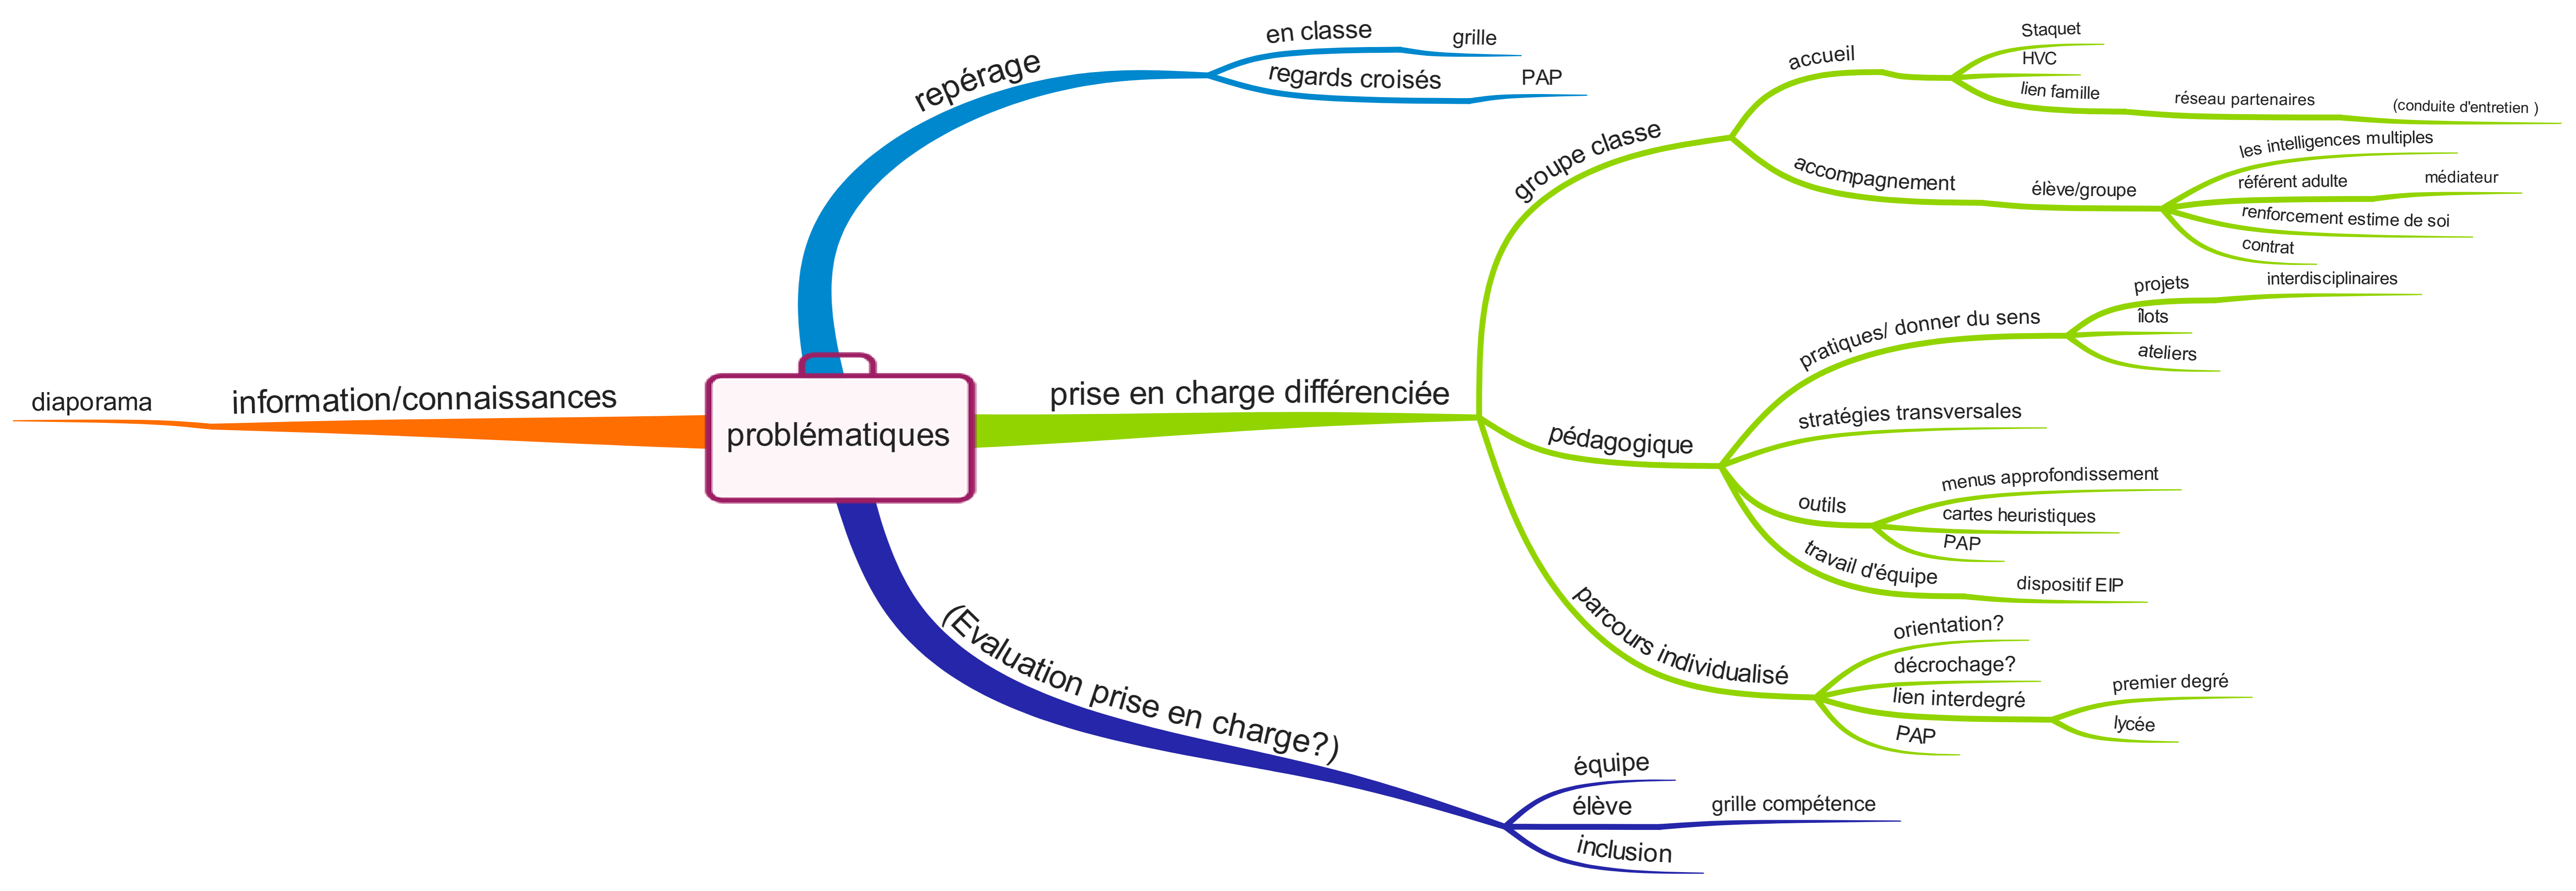 problématiques
repérage
en classe
grille
regards croisés
PAP
prise en charge différenciée
groupe classe
accueil
Staquet
HVC
lien famille
réseau partenaires
(conduite d'entretien )
accompagnement
élève/groupe
les intelligences multiples
référent adulte
médiateur
renforcement estime de soi
contrat
pédagogique
pratiques/ donner du sens
projets
interdisciplinaires
îlots
ateliers
stratégies transversales
outils
menus approfondissement
cartes heuristiques
PAP
travail d'équipe
dispositif EIP
parcours individualisé
orientation?
décrochage?
lien interdegré
premier degré
lycée
PAP
(Evaluation prise en charge?)
équipe
élève
grille compétence
inclusion
information/connaissances
diaporama